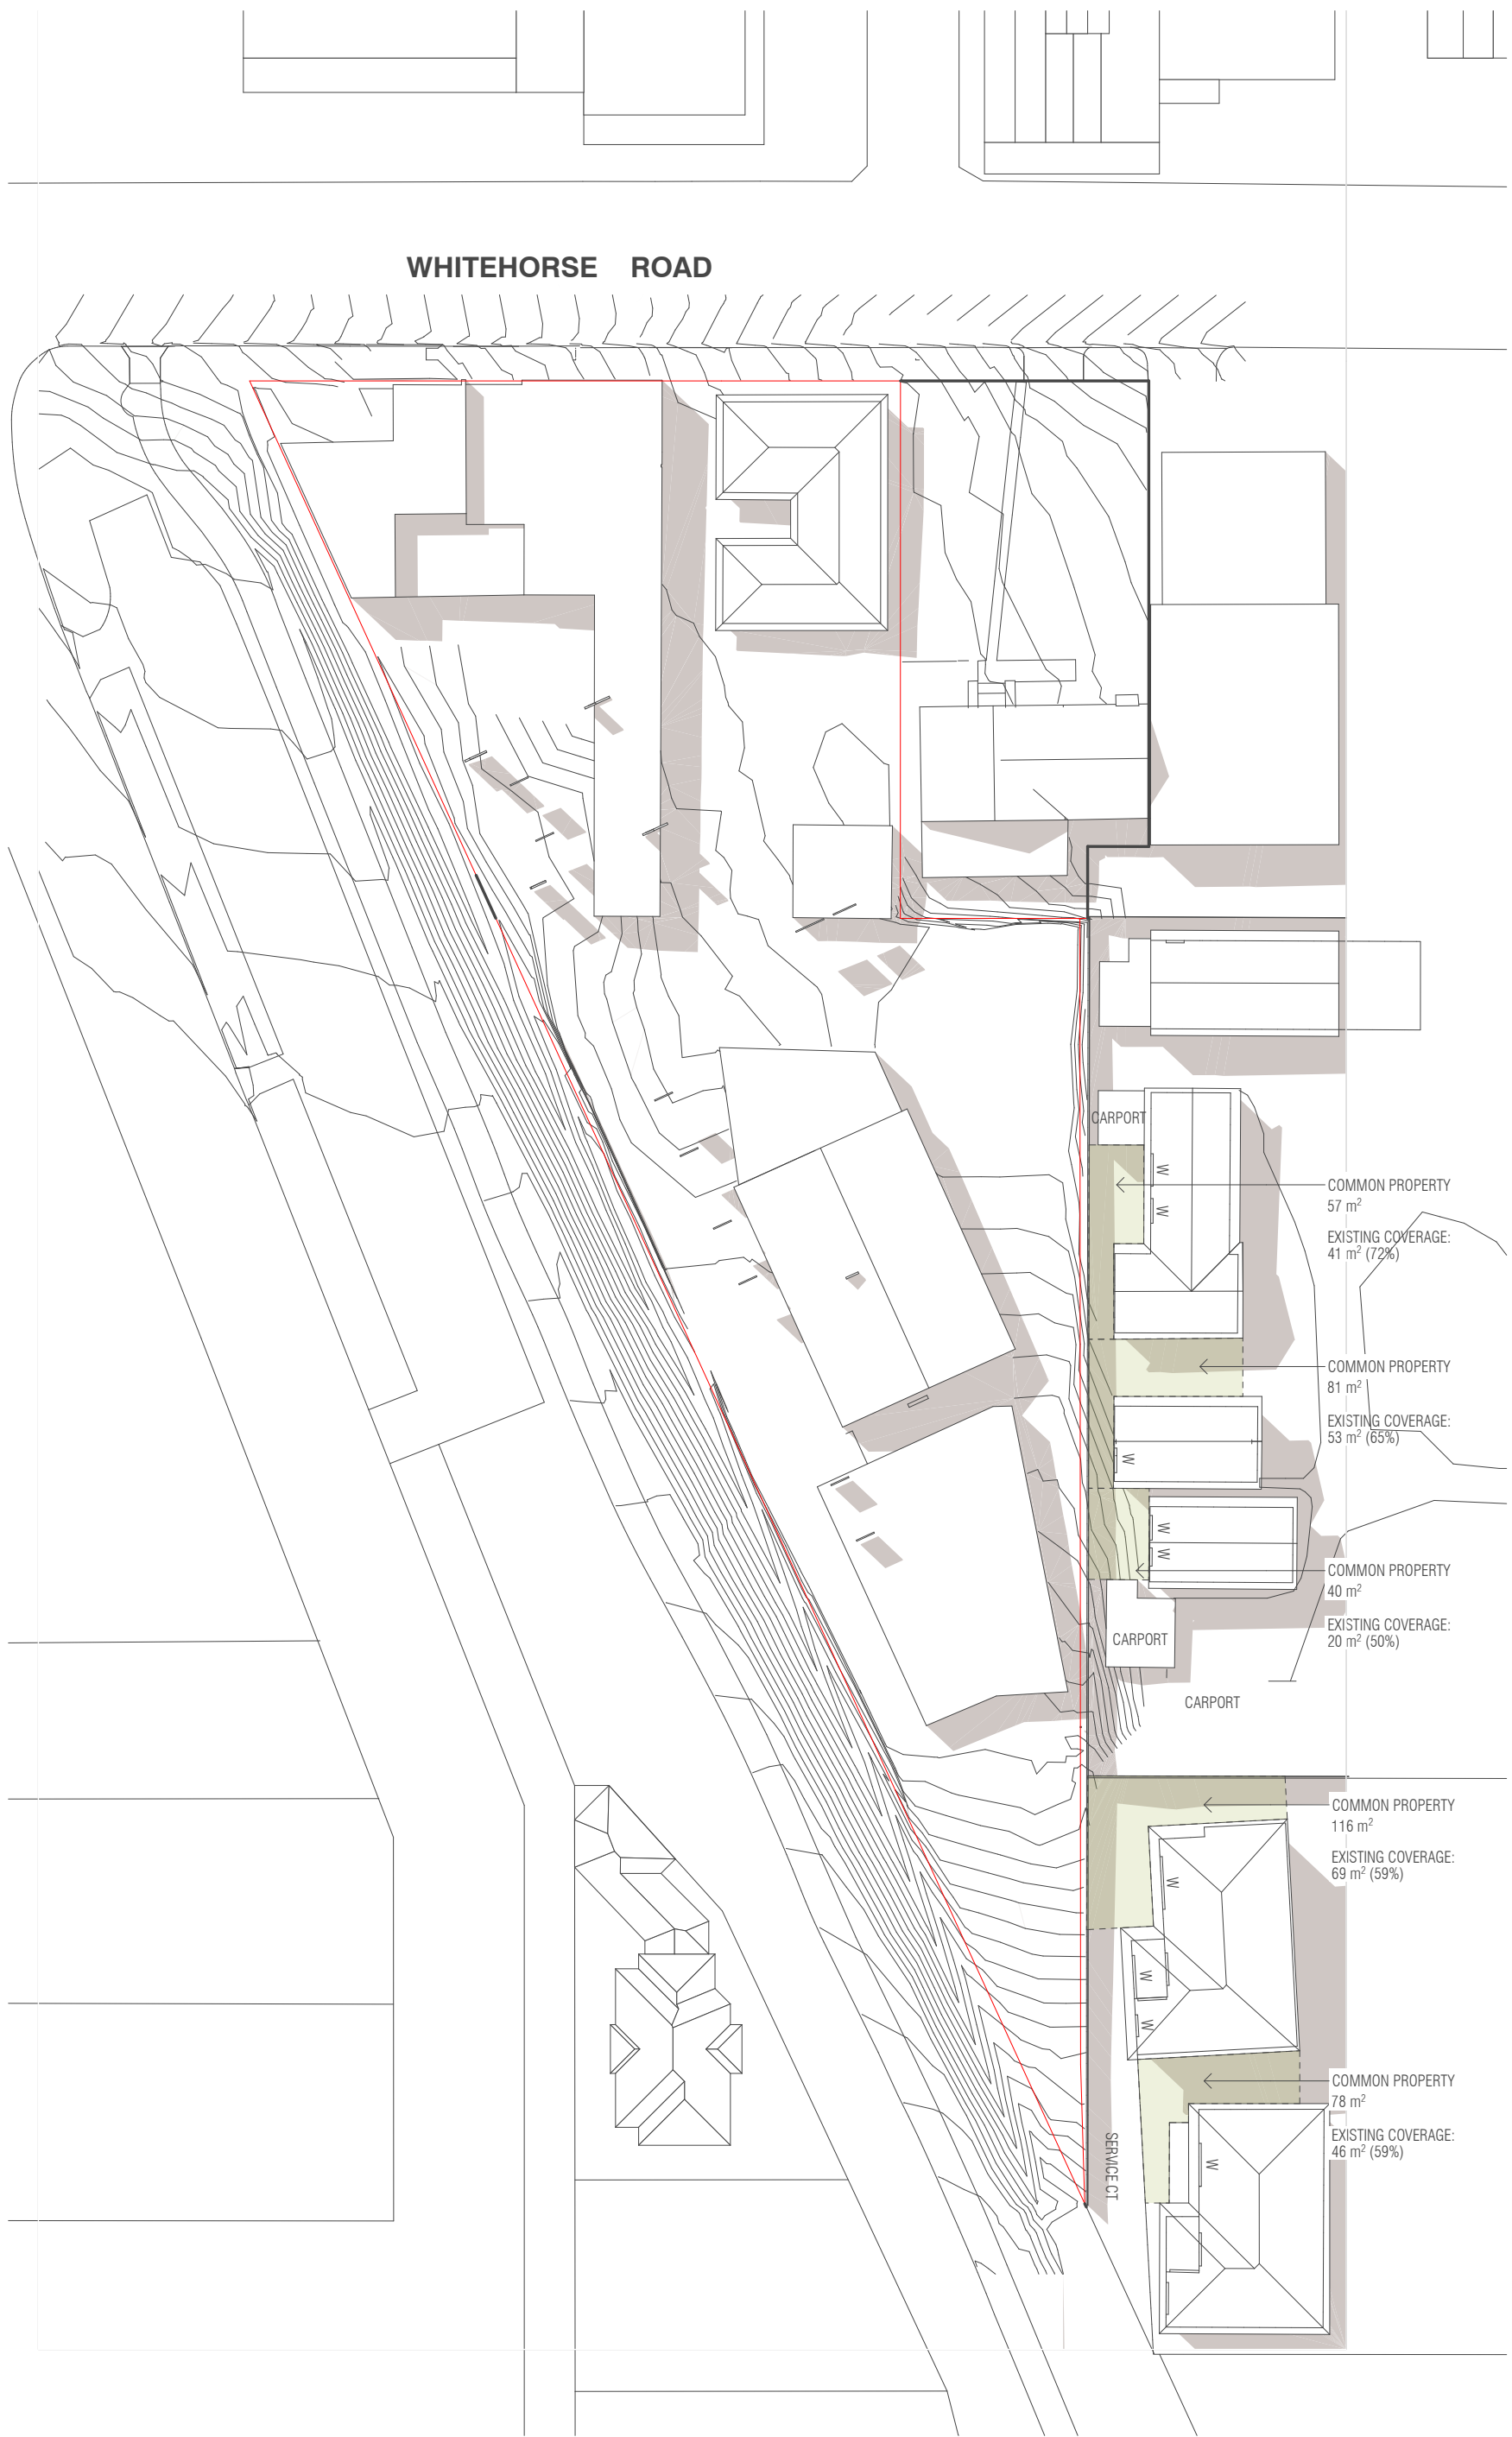 WHITEHORSE ROAD
CARPORT
W
W
COMMON PROPERTY
57 m²
EXISTING COVERAGE:
41 m² (72%)
COMMON PROPERTY
81 m²
EXISTING COVERAGE:
53 m² (65%)
W
W
W
COMMON PROPERTY
40 m²
EXISTING COVERAGE:
20 m² (50%)
CARPORT
CARPORT
COMMON PROPERTY
116 m²
EXISTING COVERAGE:
69 m² (59%)
W
W
W
COMMON PROPERTY
78 m²
EXISTING COVERAGE:
46 m² (59%)
SERVICE CT
W